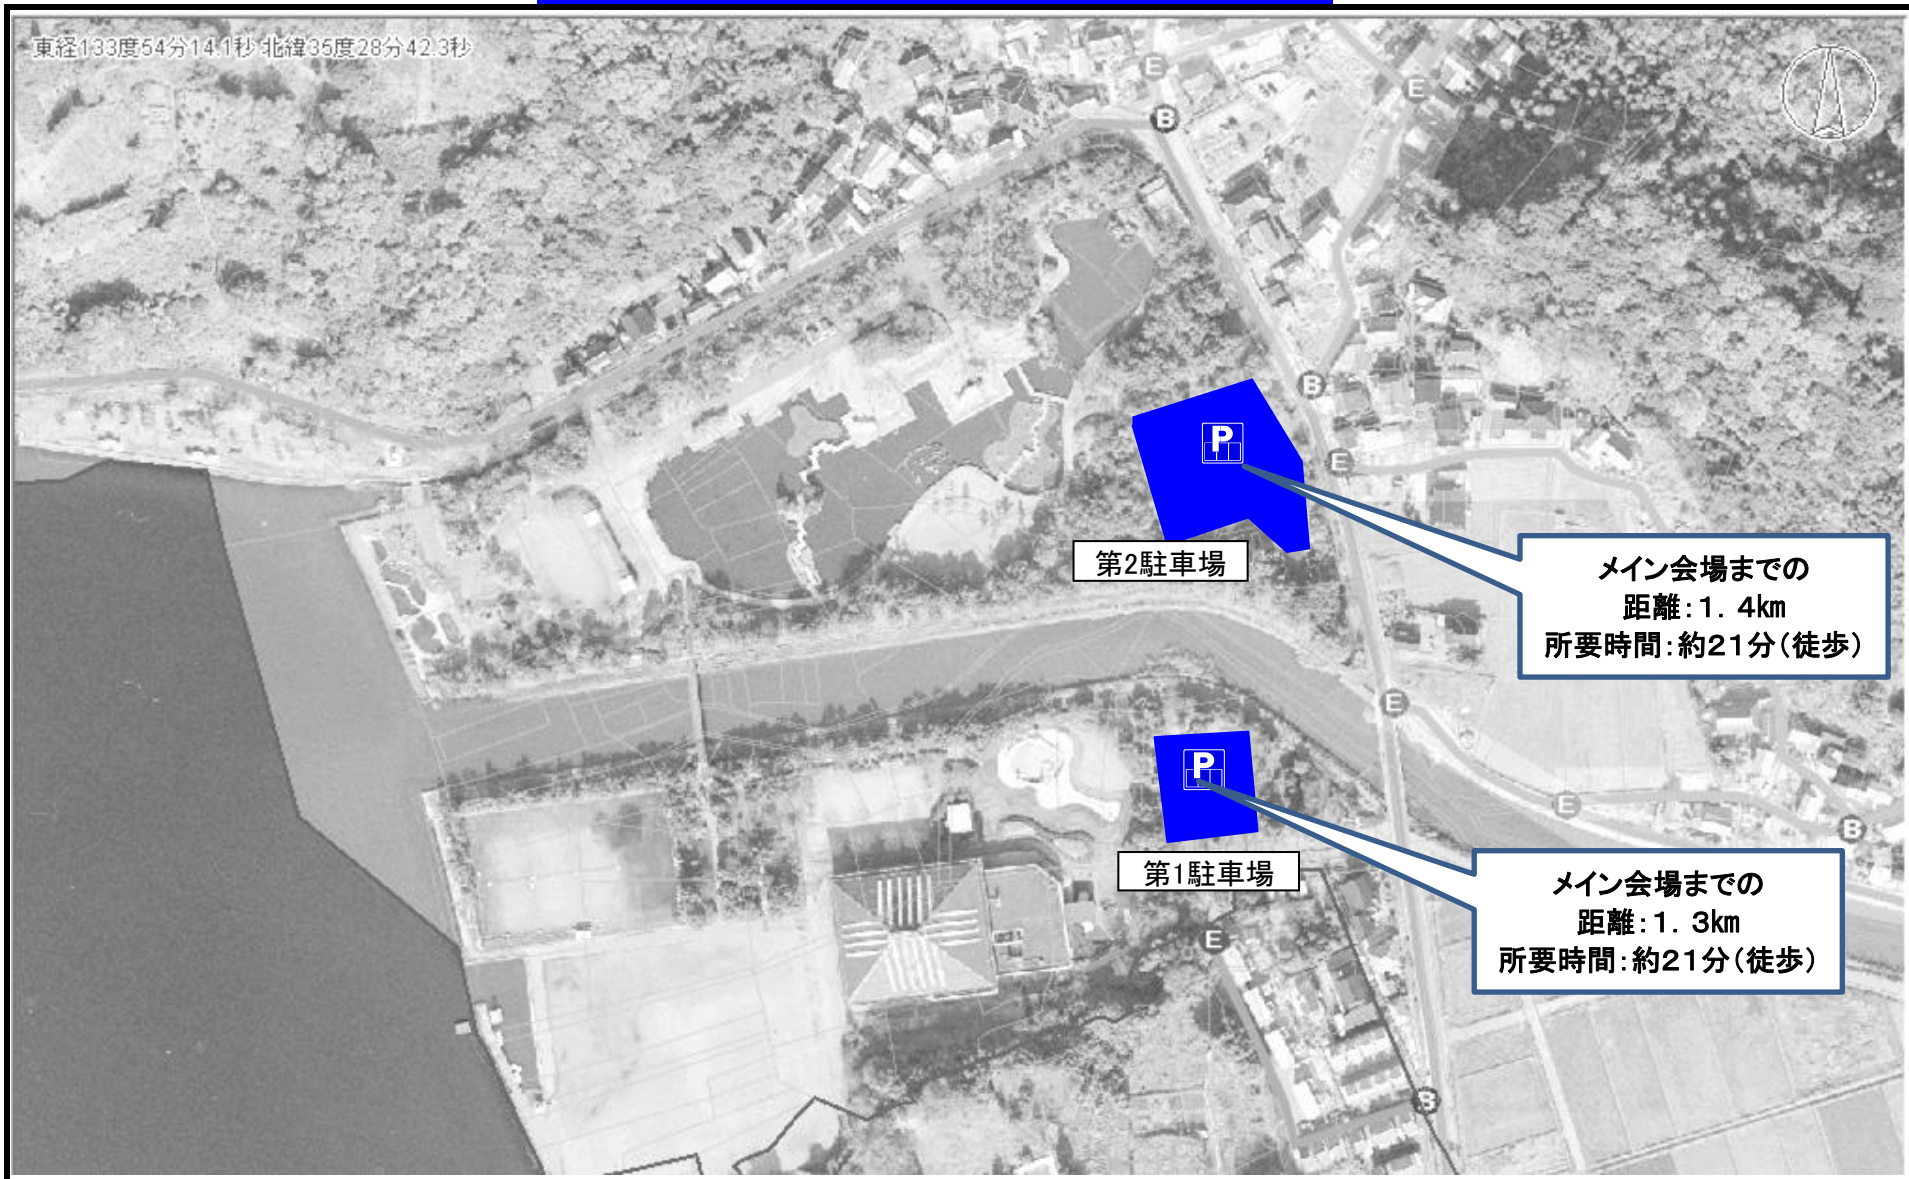 東経133度54分14.1秒 北緯35度28分42.3秒
E
E
B
B
P
E
第2駐車場
メイン会場までの
距離：1．4㎞
所要時間：約21分（徒歩）
E
P
E
B
第1駐車場
メイン会場までの
距離：1．3㎞
所要時間：約21分（徒歩）
E
B